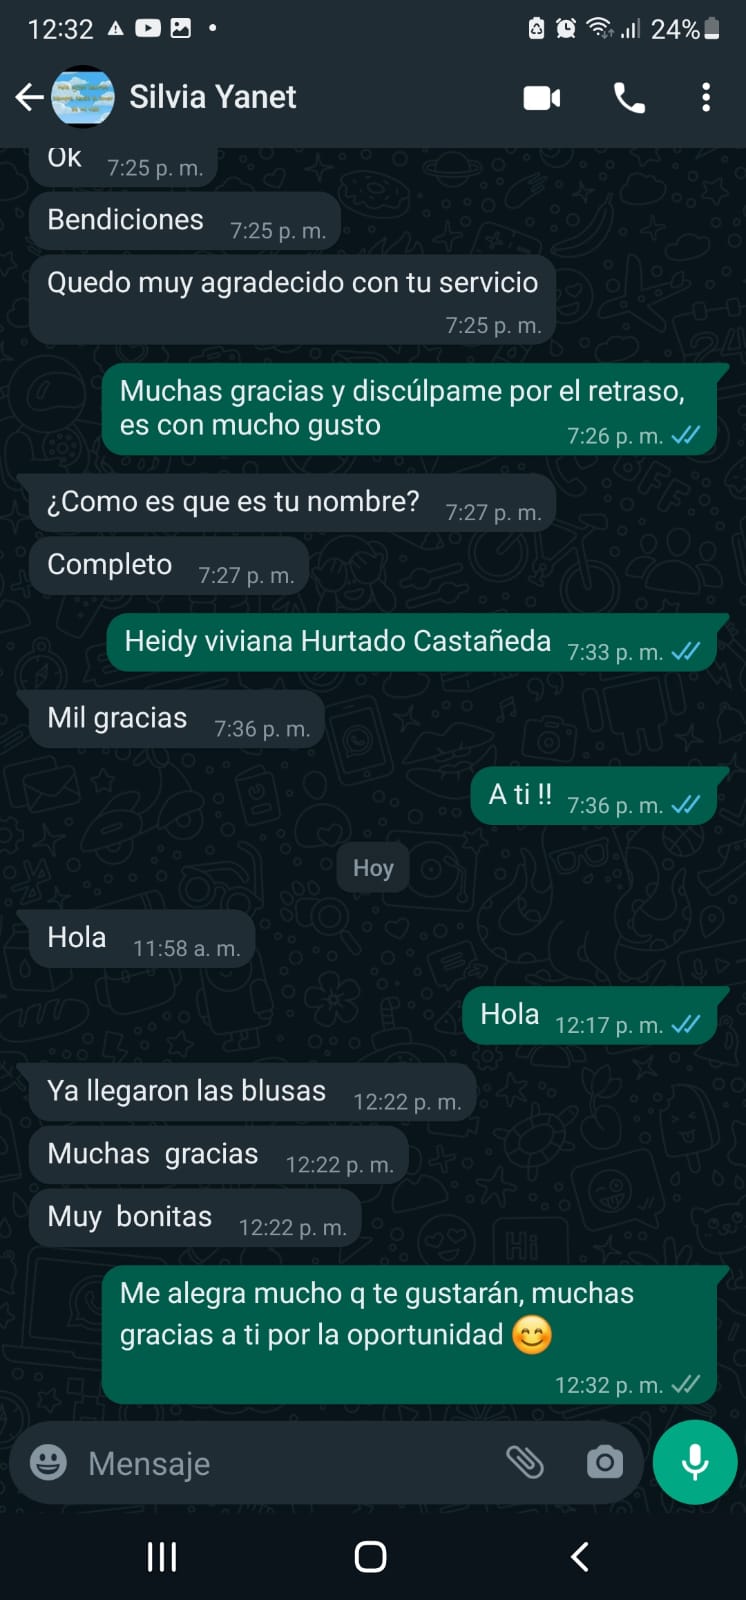 12:32
24%
Silvia Yanet
Ok 7:25 p. m.
Bendiciones 7:25 p. m.
Quedo muy agradecido con tu servicio
7:25 p. m.
Muchas gracias y discúlpame por el retraso,
es con mucho gusto 7:26 p. m.
¿Como es que es tu nombre? 7:27 p. m.
Completo 7:27 p. m.
Heidy viviana Hurtado Castañeda 7:33 p. m.
Mil gracias 7:36 p. m.
A ti !! 7:36 p. m.
Hoy
Hola 11:58 a. m.
Hola 12:17 p. m.
Ya llegaron las blusas 12:22 p. m.
Muchas gracias 12:22 p. m.
Muy bonitas 12:22 p. m.
Me alegra mucho q te gustarán, muchas
gracias a ti por la oportunidad 😊
12:32 p. m.
Mensaje